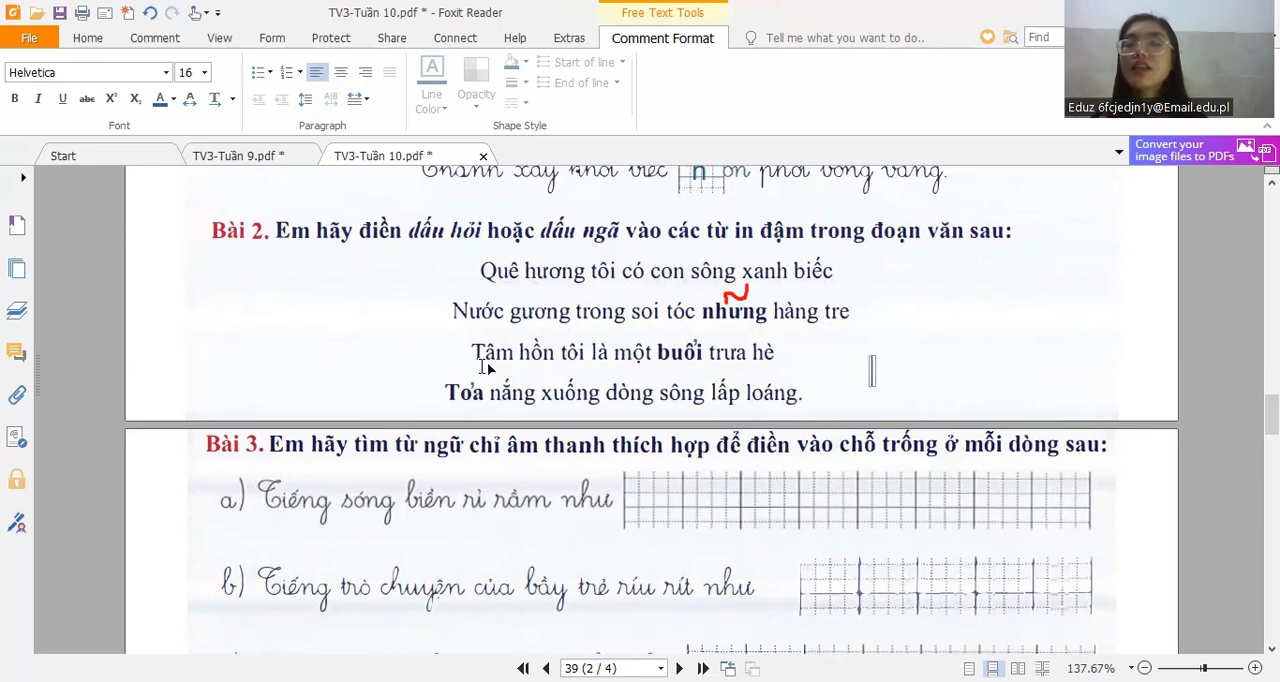 TV3-Tuần 10.pdf * - Foxit Reader
Free Text Tools
File Home Comment View Form Protect Share Connect Help Extras Comment Format Tell me what you want to do.. Find
Helvetica 16
Start of line
End of line
B I U abc X² X₂ A A T
Line Color Opacity
Font Paragraph Shape Style
Eduz 6fcjedjn1y@Email.edu.pl
Start TV3-Tuần 9.pdf * TV3-Tuần 10.pdf *
Convert your image files to PDFs
n
Bài 2. Em hãy điền dấu hỏi hoặc dấu ngã vào các từ in đậm trong đoạn văn sau:
Quê hương tôi có con sông xanh biếc
Nước gương trong soi tóc những hàng tre
Tâm hồn tôi là một buổi trưa hè
Toả nắng xuống dòng sông lấp loáng.
Bài 3. Em hãy tìm từ ngữ chỉ âm thanh thích hợp để điền vào chỗ trống ở mỗi dòng sau:
a) Tiếng sóng biển rì rầm như
b) Tiếng trò chuyện của bầy trẻ ríu rít như
39 (2 / 4)
137.67%